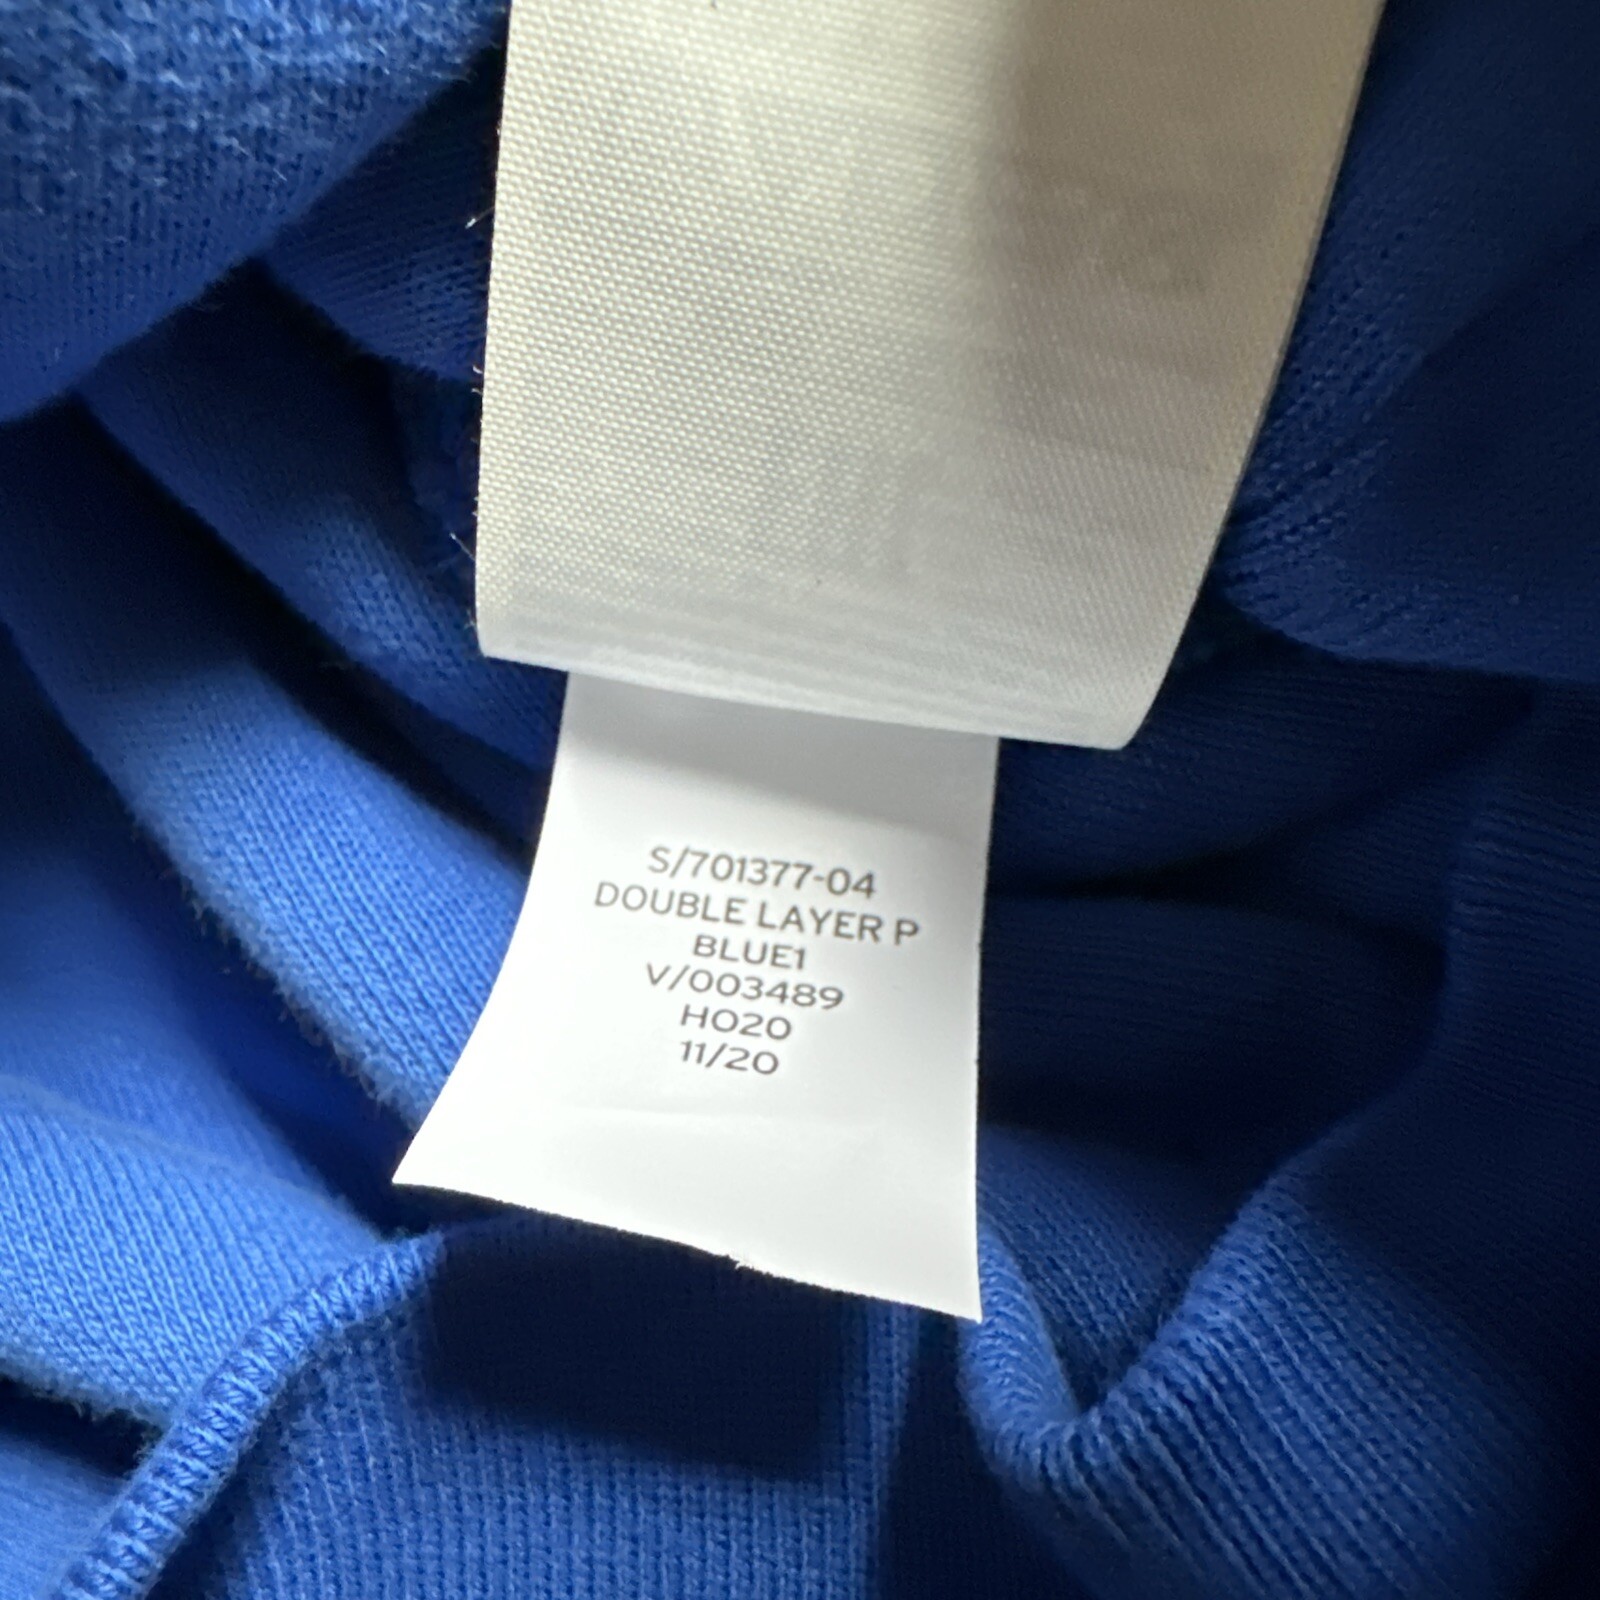 S/701377-04
DOUBLE LAYER P
BLUE1
V/003489
HO20
11/20